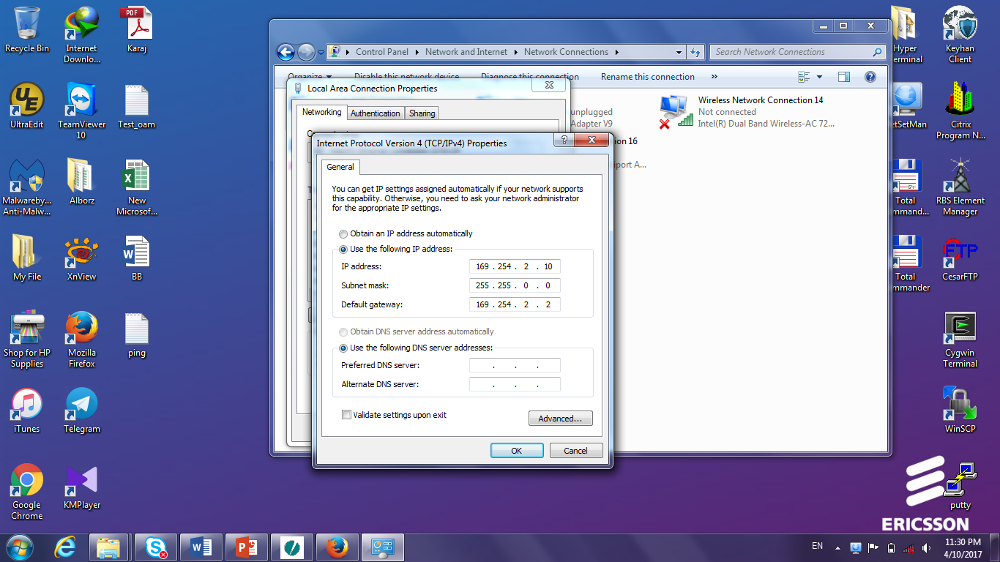 Recycle Bin
Internet
Downlo...
PDF
Karaj
UE
UltraEdit
TeamViewer
10
Test_oam
Malwareby...
Anti-Malw...
Alborz
New
Microsof...
My File
XnView
BB
Shop for HP
Supplies
Mozilla
Firefox
ping
iTunes
Telegram
Google
Chrome
KMPlayer
Control Panel
Network and Internet
Network Connections
Search Network Connections
Organize
Disable this network device
Diagnose this connection
Rename this connection
»
unplugged
Adapter V9
Wireless Network Connection 14
Not connected
Intel(R) Dual Band Wireless-AC 72...
16
port A...
Local Area Connection Properties
Networking
Authentication
Sharing
Internet Protocol Version 4 (TCP/IPv4) Properties
?
General
You can get IP settings assigned automatically if your network supports
this capability. Otherwise, you need to ask your network administrator
for the appropriate IP settings.
Obtain an IP address automatically
Use the following IP address:
IP address: 169 . 254 . 2 . 10
Subnet mask: 255 . 255 . 0 . 0
Default gateway: 169 . 254 . 2 . 2
Obtain DNS server address automatically
Use the following DNS server addresses:
Preferred DNS server: . . .
Alternate DNS server: . . .
Validate settings upon exit
Advanced...
OK
Cancel
Hyper
erminal
Keyhan
Client
etSetMan
Citrix
Program N...
Total
ommand...
RBS Element
Manager
Total
mmander
FTP
CesarFTP
Cygwin
Terminal
WinSCP
putty
ERICSSON
EN
11:30 PM
4/10/2017